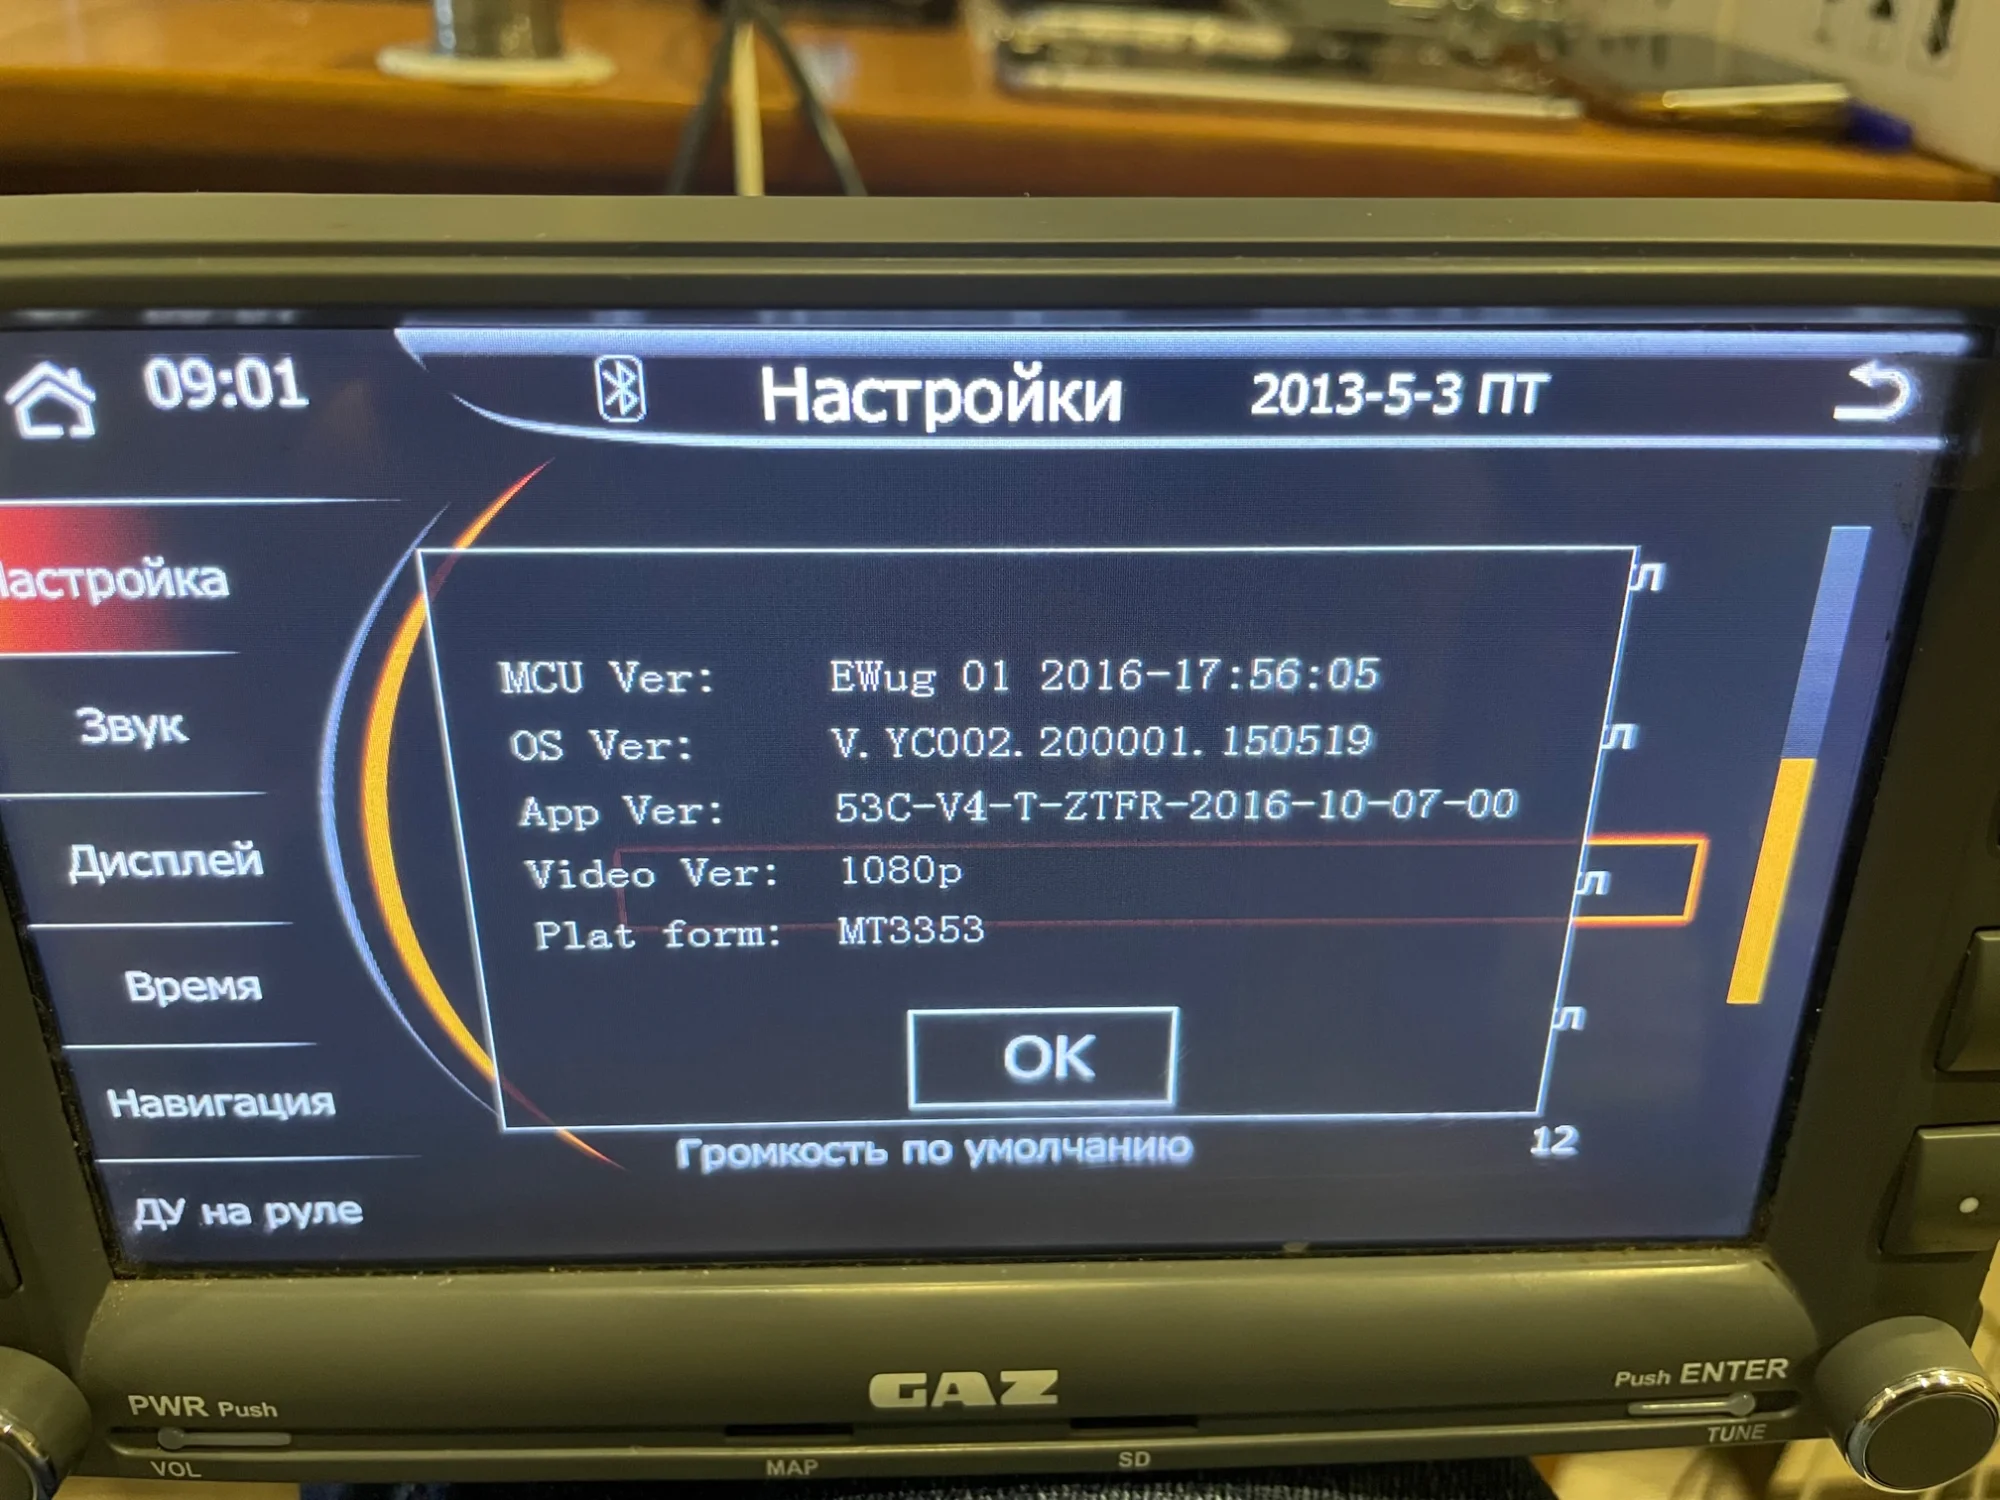 09:01 Настройки 2013-5-3 ПТ
Настройка
Звук
Дисплей
Время
Навигация
ДУ на руле
MCU Ver: EWug 01 2016-17:56:05
OS Ver: V.YC002.200001.150519
App Ver: 53C-V4-T-ZTFR-2016-10-07-00
Video Ver: 1080p
Plat form: MT3353
OK
Громкость по умолчанию 12
GAZ
PWR Push
VOL
MAP
SD
Push ENTER
TUNE